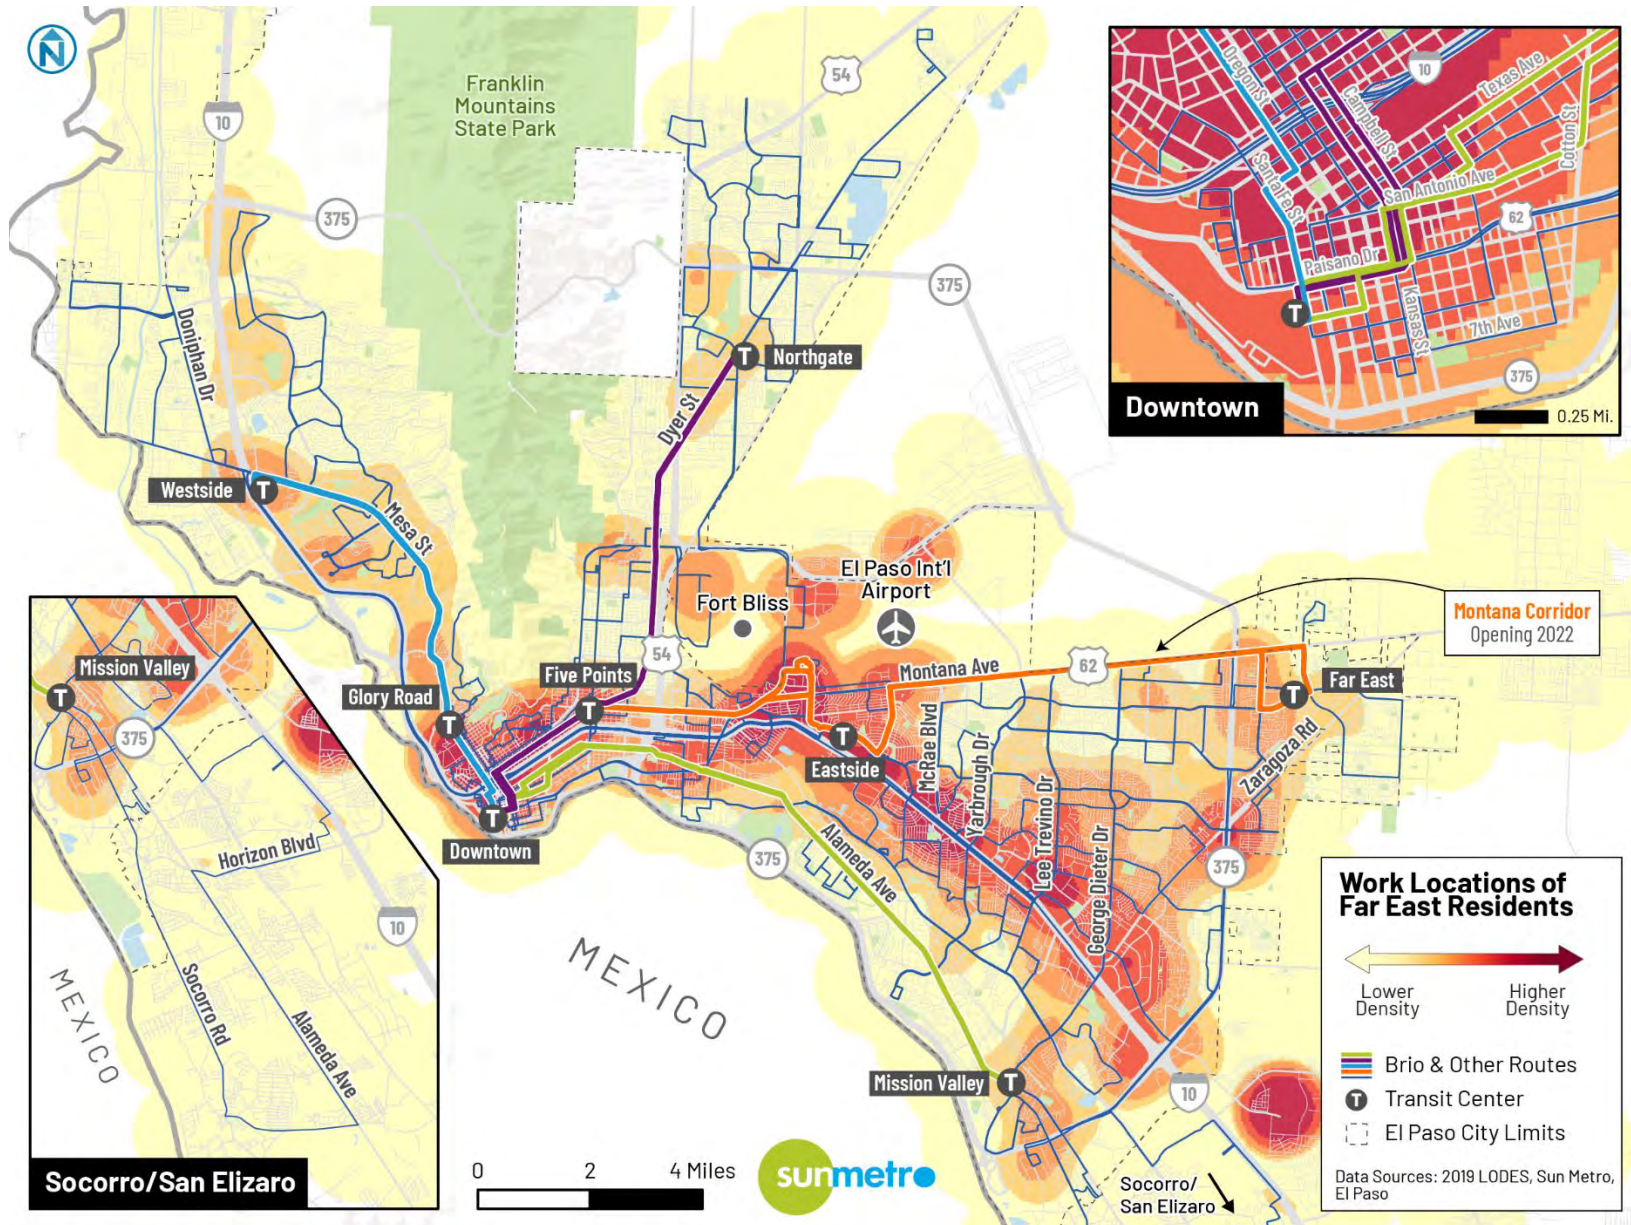 N
Franklin
Mountains
State Park
54
10
375
375
Doniphan Dr
Northgate
Dyer St
Westside
Mesa St
El Paso Int'l
Airport
Fort Bliss
54
Five Points
Glory Road
Montana Ave
62
Montana Corridor
Opening 2022
Far East
Eastside
McRae Blvd
Yarbrough Dr
Lee Trevino Dr
George Dieter Dr
Zaragoza Rd
Downtown
375
Alameda Ave
375
MEXICO
Mission Valley
10
Socorro/
San Elizaro
0 2 4 Miles
sunmetro
Oregon St
10
Texas Ave
Campbell St
Cotton St
Santa Fe St
San Antonio Ave
62
Paisano Dr
T
Kansas St
7th Ave
375
Downtown
0.25 Mi.
Mission Valley
T
375
Horizon Blvd
10
Socorro Rd
Alameda Ave
MEXICO
Socorro/San Elizaro
Work Locations of
Far East Residents
Lower
Density
Higher
Density
Brio & Other Routes
T Transit Center
El Paso City Limits
Data Sources: 2019 LODES, Sun Metro,
El Paso
T
T
T
T
T
T
T
T